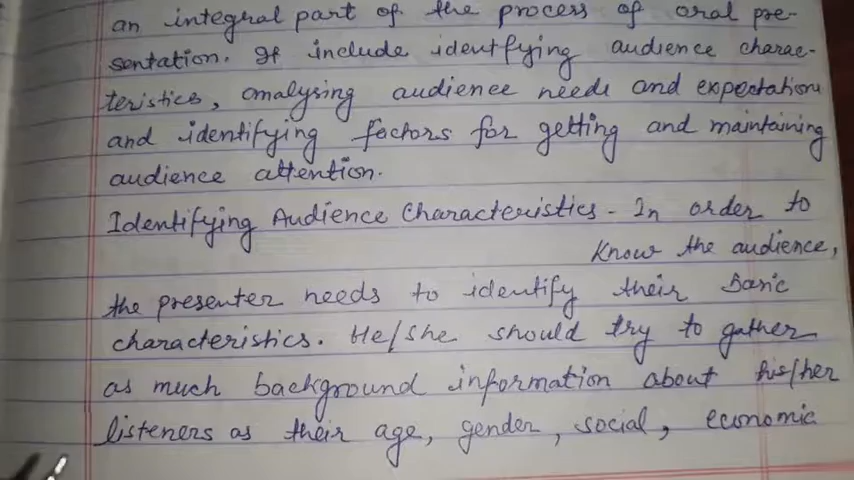 an integral part of the process of oral pre-
sentation. It include identfying audience charac-
teristics, analysing audience needs and expectations
and identifying factors for getting and maintaining
audience attention.
Identifying Audience Characteristics - In order to
Know the audience,
the presenter needs to identify their basic
characteristics. He/she should try to gather
as much background information about his/her
listeners as their age, gender, social, economic